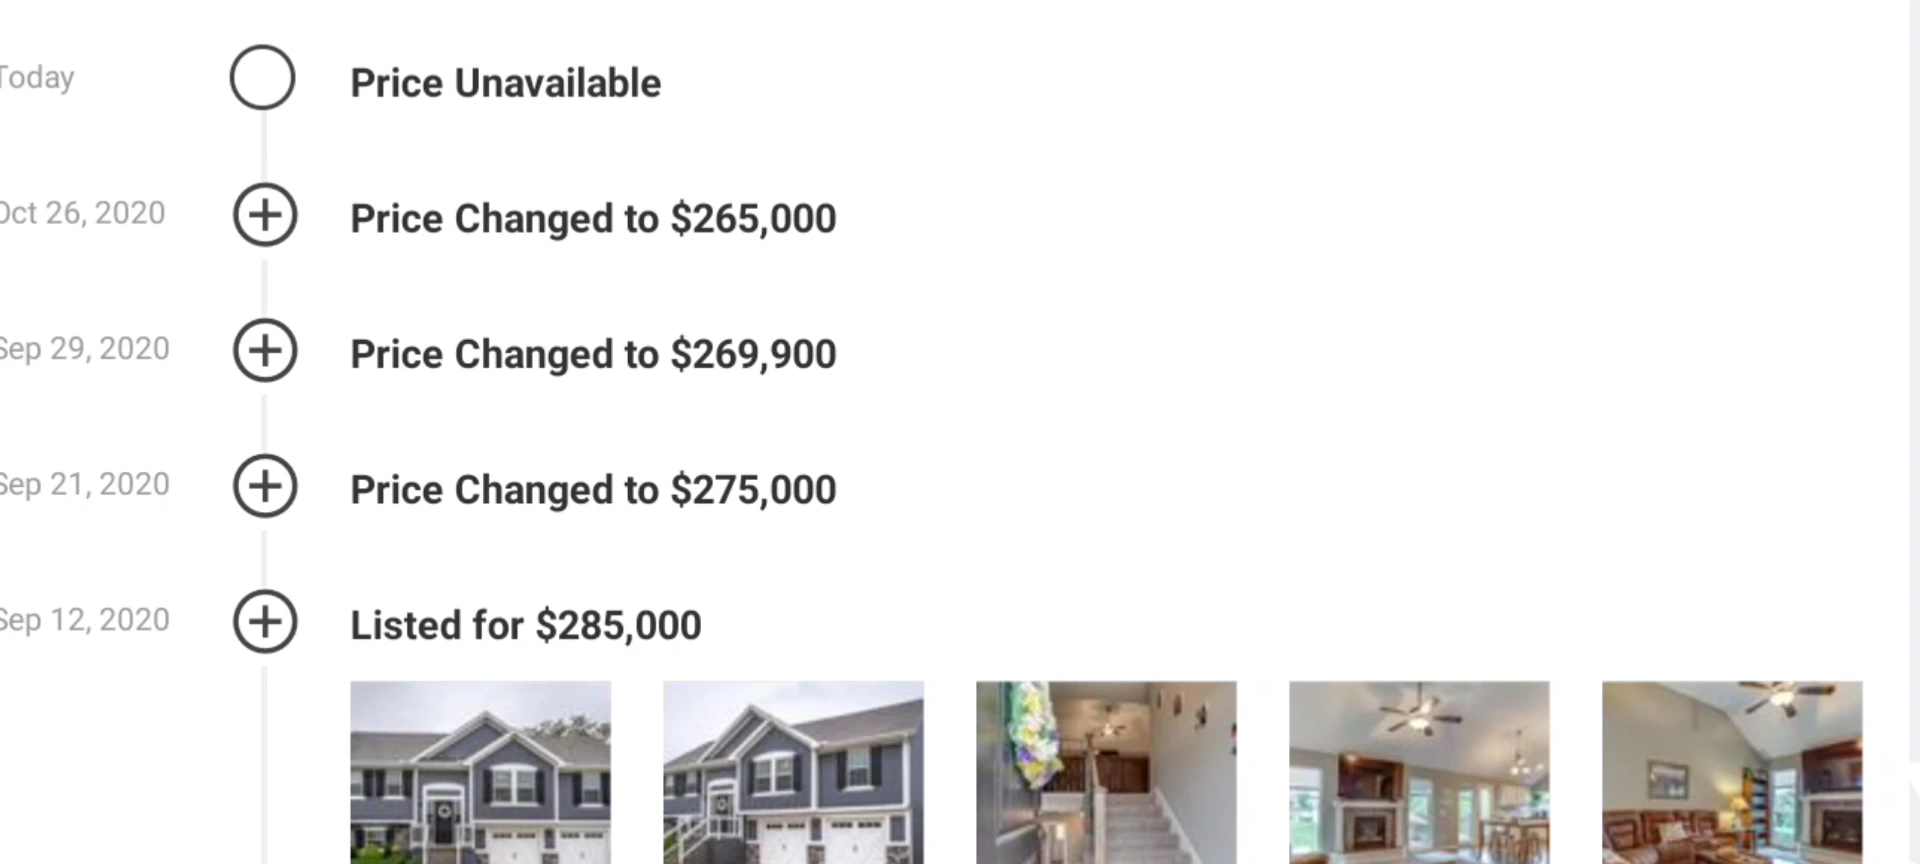 Today
Price Unavailable
Oct 26, 2020
Price Changed to $265,000
Sep 29, 2020
Price Changed to $269,900
Sep 21, 2020
Price Changed to $275,000
Sep 12, 2020
Listed for $285,000